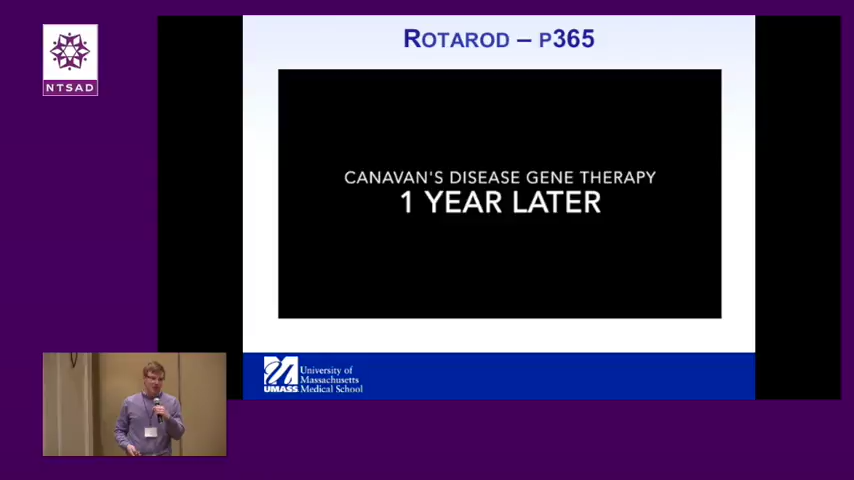 NTSAD
ROTAROD – P365
CANAVAN'S DISEASE GENE THERAPY
1 YEAR LATER
UMASS
University of
Massachusetts
Medical School